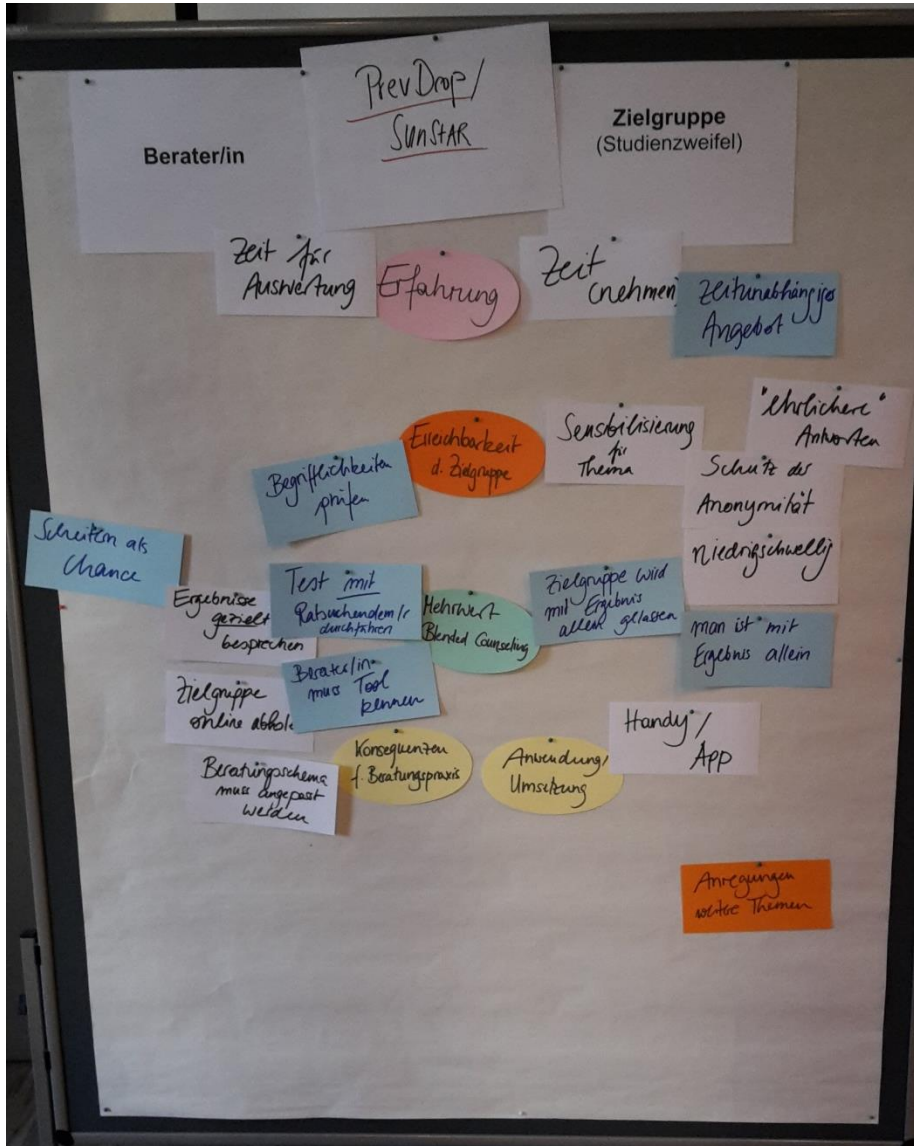 PrevDrop/
SunStAR
Berater/in
Zielgruppe
(Studienzweifel)
Zeit für
Auswertung
Erfahrung
Zeit
(nehmen)
Zeitunabhängiges
Angebot
"Ehrlichere"
Antworten
Erreichbarkeit
d. Zielgruppe
Sensibilisierung
für
Thema
Begrifflichkeiten
prüfen
Schutz der
Anonymität
Scheitern als
Chance
niedrigschwellig
Ergebnisse
gezielt
besprechen
Test mit
Ratsuchendem/r
durchführen
Mehrwert
Blended Counseling
Zielgruppe wird
mit Ergebnis
allein gelassen
man ist mit
Ergebnis allein
Zielgruppe
online abhole
Berater/in
muss Tool
kennen
Handy/
App
Beratungsschema
muss angepasst
werden
Konsequenzen
f. Beratungspraxis
Anwendung/
Umsetzung
Anregungen
weitere Themen